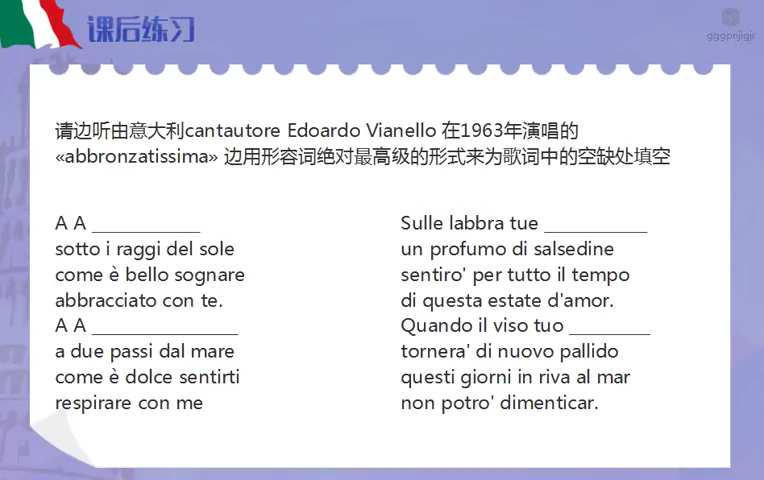 课后练习
gggpnjigjr
请边听由意大利cantautore Edoardo Vianello 在1963年演唱的
«abbronzatissima» 边用形容词绝对最高级的形式来为歌词中的空缺处填空
A A ___________
sotto i raggi del sole
come è bello sognare
abbracciato con te.
A A _______________
a due passi dal mare
come è dolce sentirti
respirare con me
Sulle labbra tue __________
un profumo di salsedine
sentiro' per tutto il tempo
di questa estate d'amor.
Quando il viso tuo ________
tornera' di nuovo pallido
questi giorni in riva al mar
non potro' dimenticar.